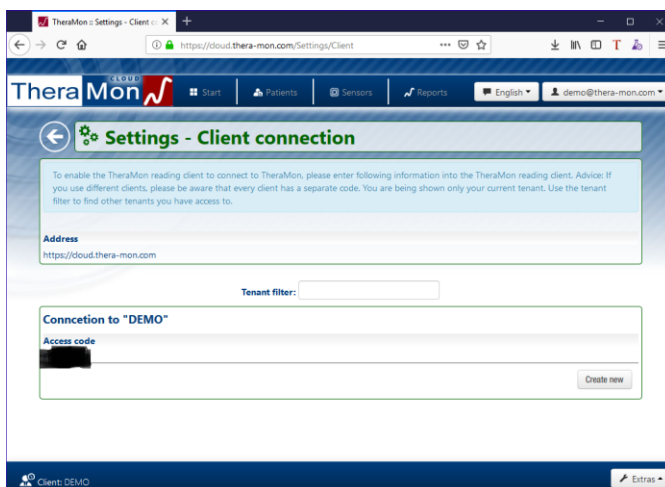 TheraMon :: Settings - Client co
https://cloud.thera-mon.com/Settings/Client
CLOUD
TheraMon
Start
Patients
Sensors
Reports
English
demo@thera-mon.com
Settings - Client connection
To enable the TheraMon reading client to connect to TheraMon, please enter following information into the TheraMon reading client. Advice: If
you use different clients, please be aware that every client has a separate code. You are being shown only your current tenant. Use the tenant
filter to find other tenants you have access to.
Address
https://cloud.thera-mon.com
Tenant filter:
Conncetion to "DEMO"
Access code
Create new
Client: DEMO
Extras